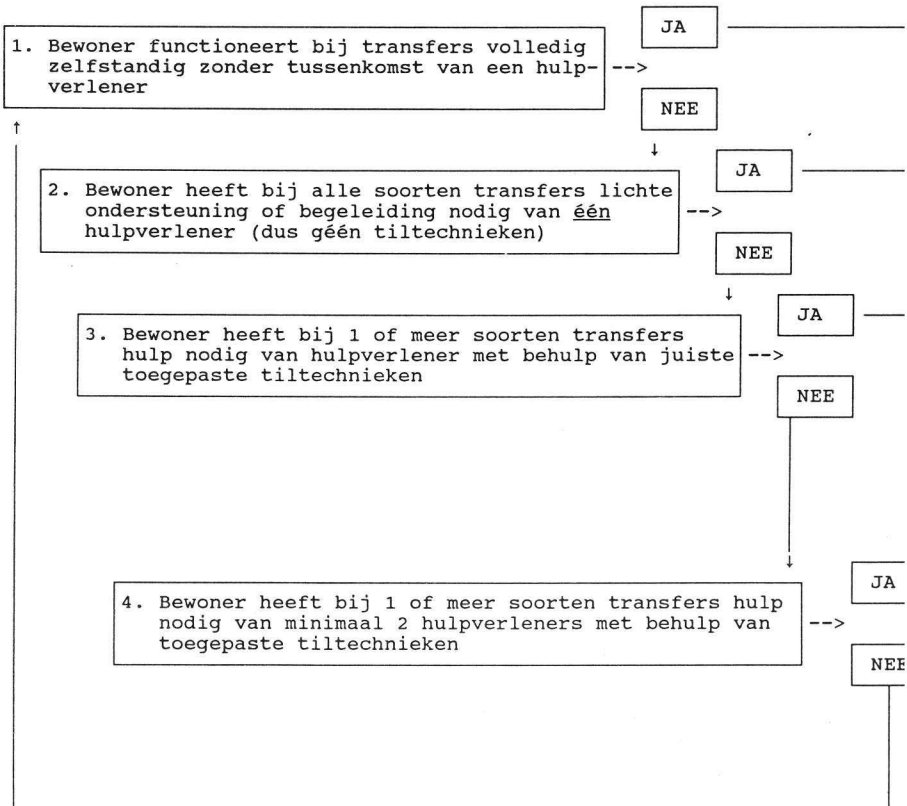 JA
1. Bewoner functioneert bij transfers volledig
zelfstandig zonder tussenkomst van een hulp-
verlener
-->
NEE
↑
↓
JA
2. Bewoner heeft bij alle soorten transfers lichte
ondersteuning of begeleiding nodig van één
hulpverlener (dus géén tiltechnieken)
-->
NEE
↓
JA
3. Bewoner heeft bij 1 of meer soorten transfers
hulp nodig van hulpverlener met behulp van juiste
toegepaste tiltechnieken
-->
NEE
↓
JA
4. Bewoner heeft bij 1 of meer soorten transfers hulp
nodig van minimaal 2 hulpverleners met behulp van
toegepaste tiltechnieken
-->
NEE